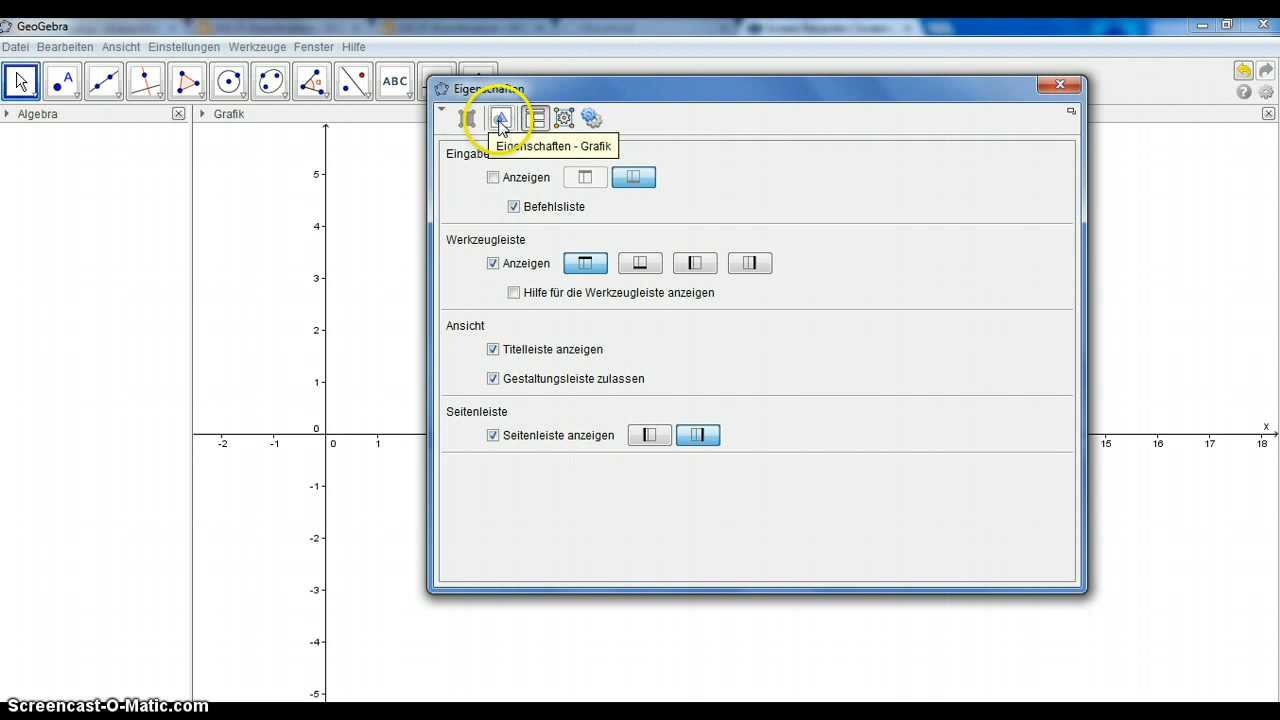 GeoGebra
Datei Bearbeiten Ansicht Einstellungen Werkzeuge Fenster Hilfe
ABC
Eigenschaften
Algebra
Grafik
Eigenschaften - Grafik
Eingabe
Anzeigen
Befehlsliste
Werkzeugleiste
Anzeigen
Hilfe für die Werkzeugleiste anzeigen
Ansicht
Titelleiste anzeigen
Gestaltungsleiste zulassen
Seitenleiste
Seitenleiste anzeigen
5
4
3
2
1
0
x
-2 -1 0 1 15 16 17 18
-1
-2
-3
-4
-5
Screencast-O-Matic.com